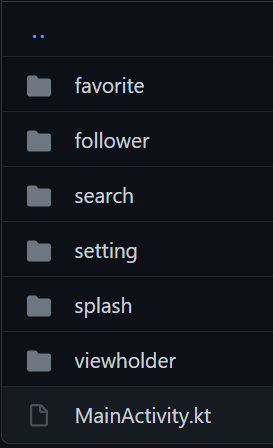 ..
favorite
follower
search
setting
splash
viewholder
MainActivity.kt